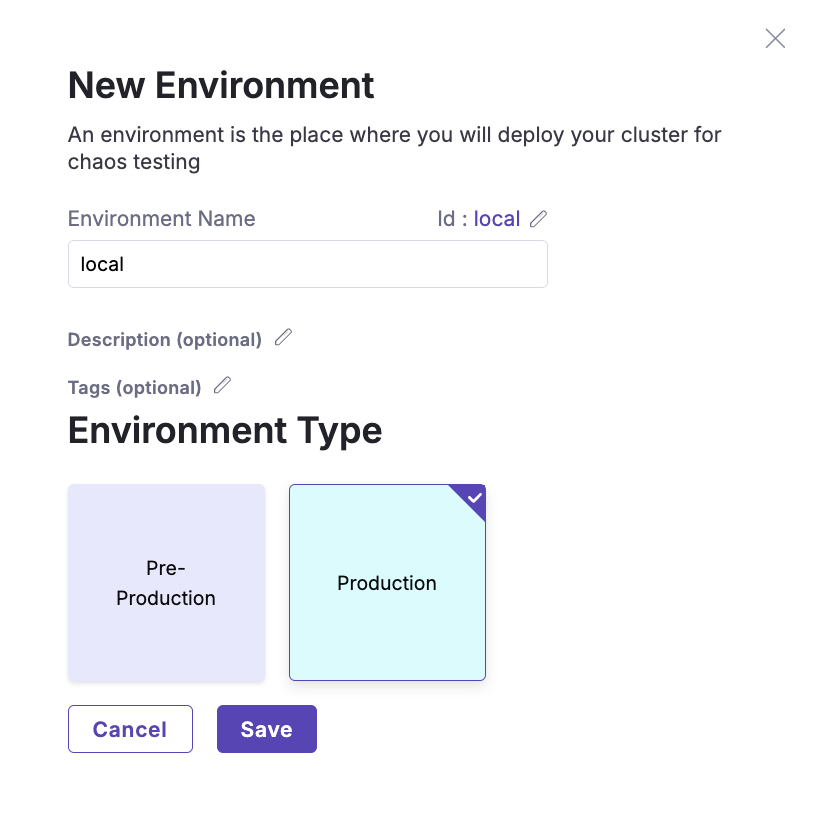 New Environment
An environment is the place where you will deploy your cluster for
chaos testing
Environment Name
Id : local
local
Description (optional)
Tags (optional)
Environment Type
Pre-
Production
Production
Cancel
Save